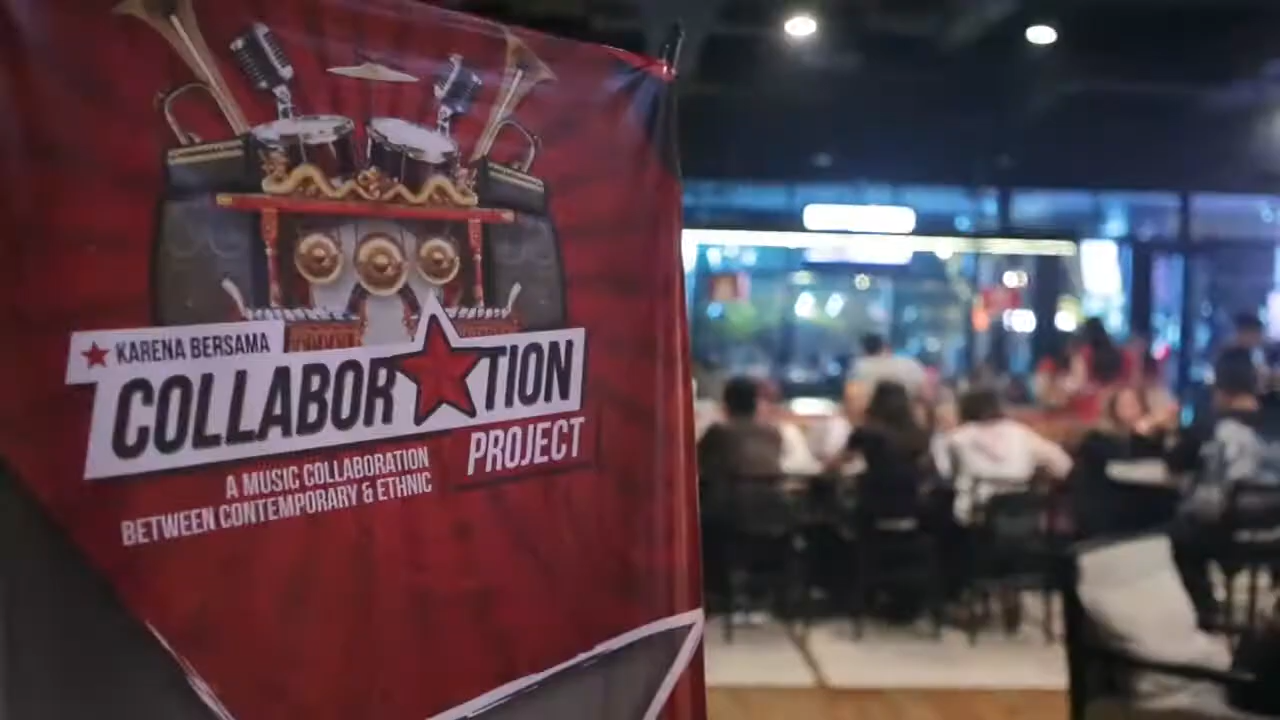 KARENA BERSAMA
COLLABOR★TION
PROJECT
A MUSIC COLLABORATION
BETWEEN CONTEMPORARY & ETHNIC